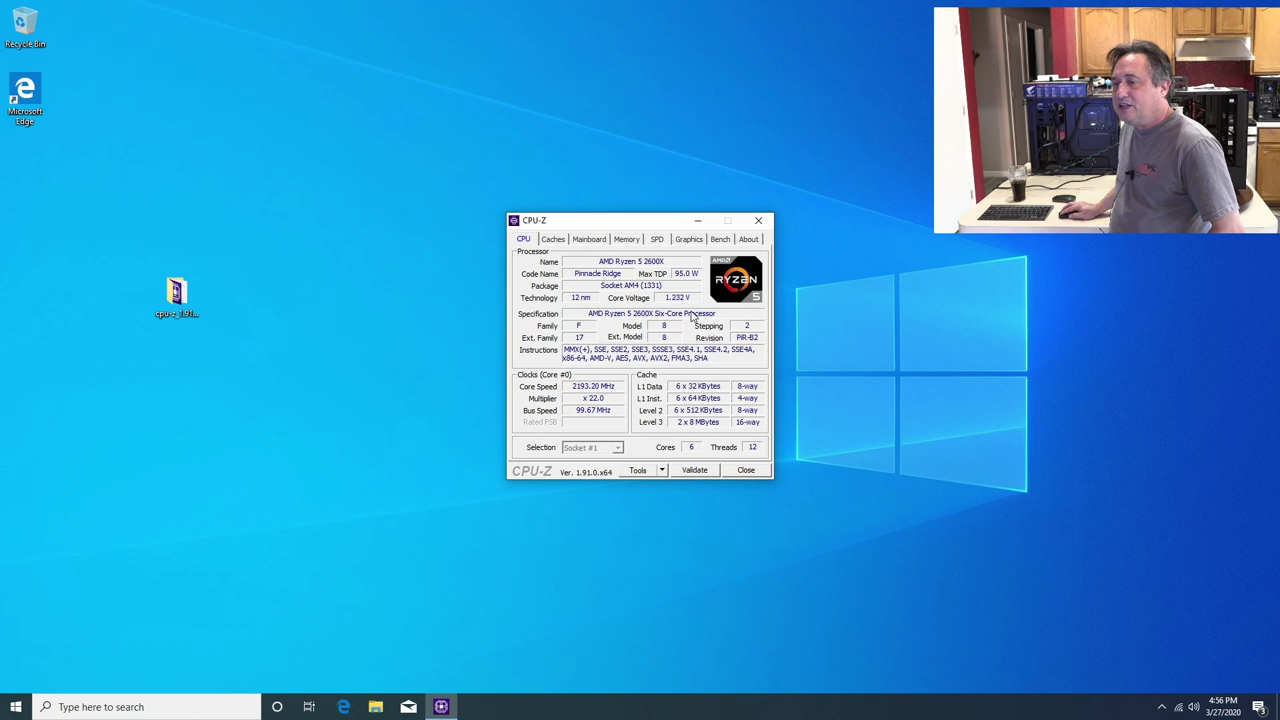 Recycle Bin
Microsoft
Edge
cpu-z_1.91...
CPU-Z
CPU Caches Mainboard Memory SPD Graphics Bench About
Processor
Name AMD Ryzen 5 2600X
Code Name Pinnacle Ridge Max TDP 95.0 W
Package Socket AM4 (1331)
Technology 12 nm Core Voltage 1.232 V
AMD RYZEN 5
Specification AMD Ryzen 5 2600X Six-Core Processor
Family F Model 8 Stepping 2
Ext. Family 17 Ext. Model 8 Revision PiR-B2
Instructions MMX(+), SSE, SSE2, SSE3, SSSE3, SSE4.1, SSE4.2, SSE4A,
x86-64, AMD-V, AES, AVX, AVX2, FMA3, SHA
Clocks (Core #0)
Core Speed 2193.20 MHz
Multiplier x 22.0
Bus Speed 99.67 MHz
Rated FSB
Cache
L1 Data 6 x 32 KBytes 8-way
L1 Inst. 6 x 64 KBytes 4-way
Level 2 6 x 512 KBytes 8-way
Level 3 2 x 8 MBytes 16-way
Selection Socket #1 Cores 6 Threads 12
CPU-Z Ver. 1.91.0.x64 Tools Validate Close
Type here to search
4:56 PM
3/27/2020
3